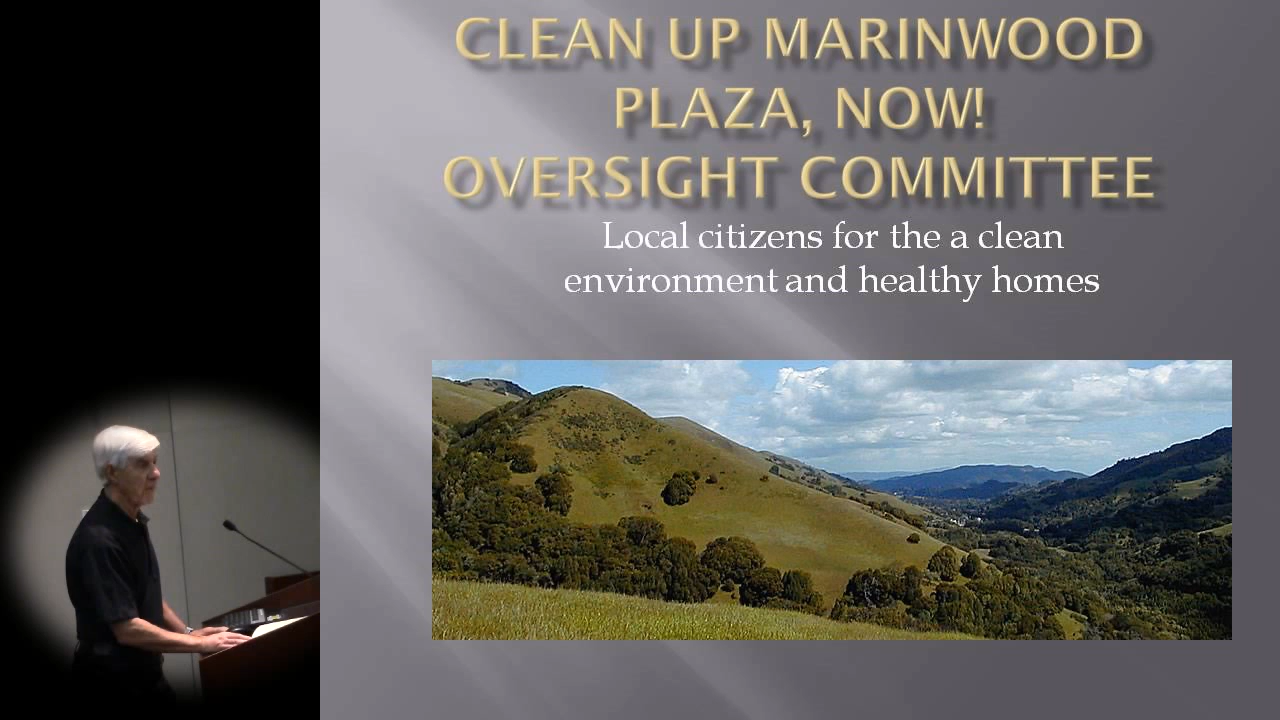 CLEAN UP MARINWOOD
PLAZA, NOW!
OVERSIGHT COMMITTEE
Local citizens for the a clean
environment and healthy homes